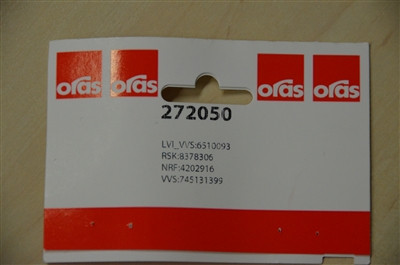 oras oras oras oras
272050
LVI_VVS:6510093
RSK:8378306
NRF:4202916
VVS:745131399